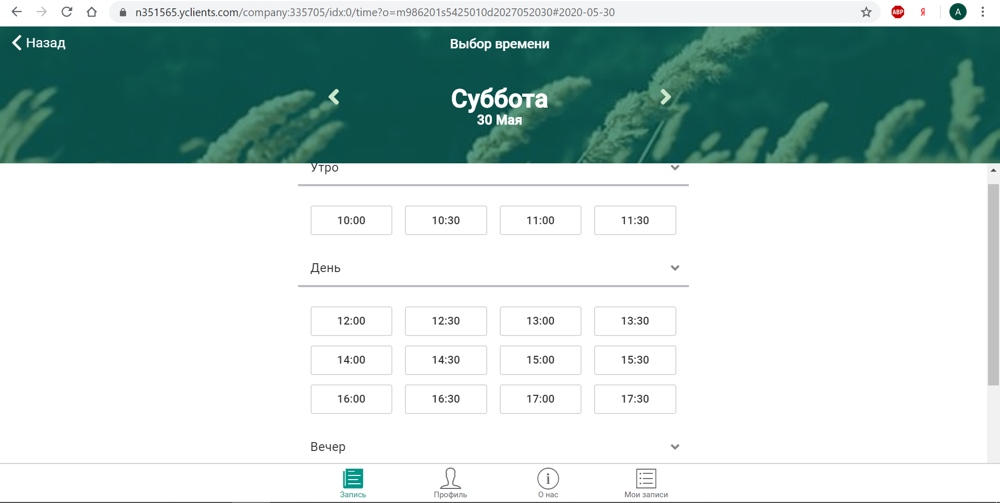 n351565.yclients.com/company:335705/idx:0/time?o=m986201s5425010d2027052030#2020-05-30
ABP
Я
A
Назад
Выбор времени
Суббота
30 Мая
Утро
10:00 10:30 11:00 11:30
День
12:00 12:30 13:00 13:30
14:00 14:30 15:00 15:30
16:00 16:30 17:00 17:30
Вечер
Запись Профиль О нас Мои записи